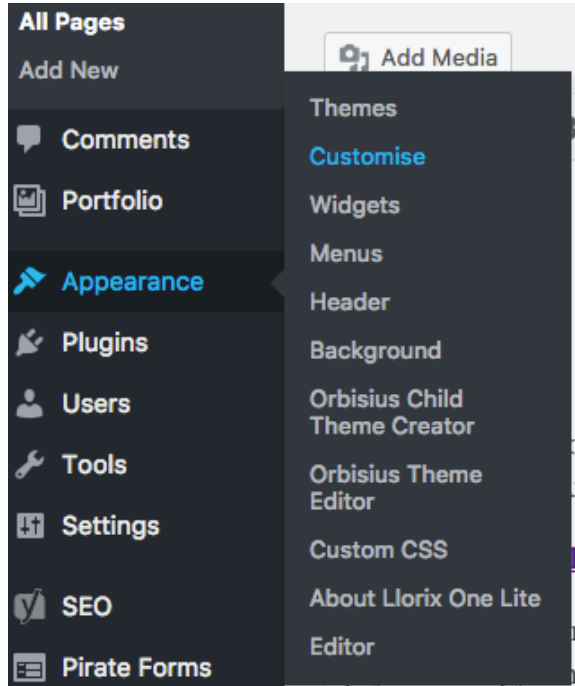 All Pages
Add New
Comments
Portfolio
Appearance
Plugins
Users
Tools
Settings
SEO
Pirate Forms
Add Media
Themes
Customise
Widgets
Menus
Header
Background
Orbisius Child
Theme Creator
Orbisius Theme
Editor
Custom CSS
About Llorix One Lite
Editor